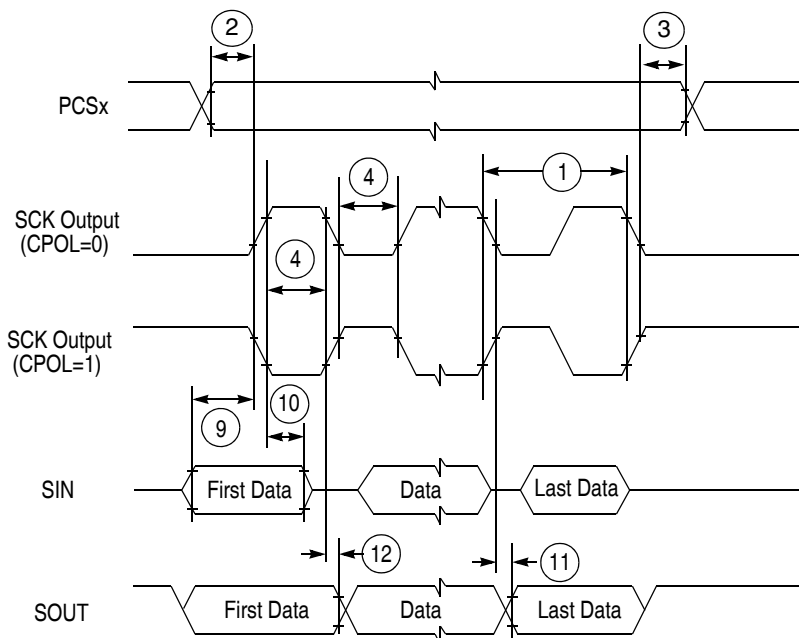 2
3
PCSx
4
1
SCK Output
(CPOL=0)
4
SCK Output
(CPOL=1)
10
9
SIN
First Data
Data
Last Data
12
11
SOUT
First Data
Data
Last Data